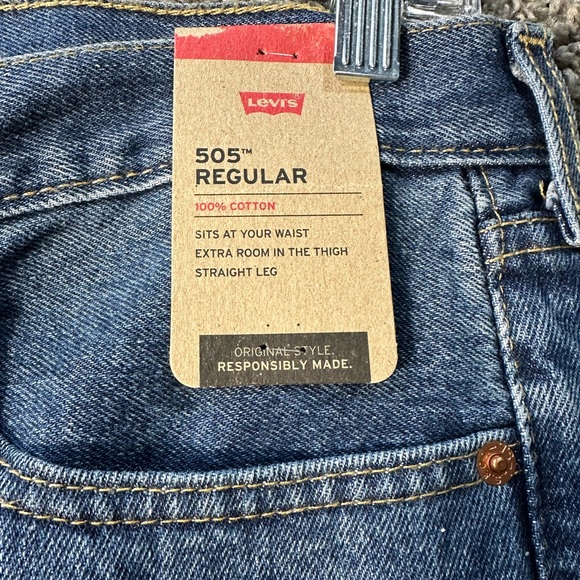 Levi's
505™
REGULAR
100% COTTON
SITS AT YOUR WAIST
EXTRA ROOM IN THE THIGH
STRAIGHT LEG
ORIGINAL STYLE.
RESPONSIBLY MADE.